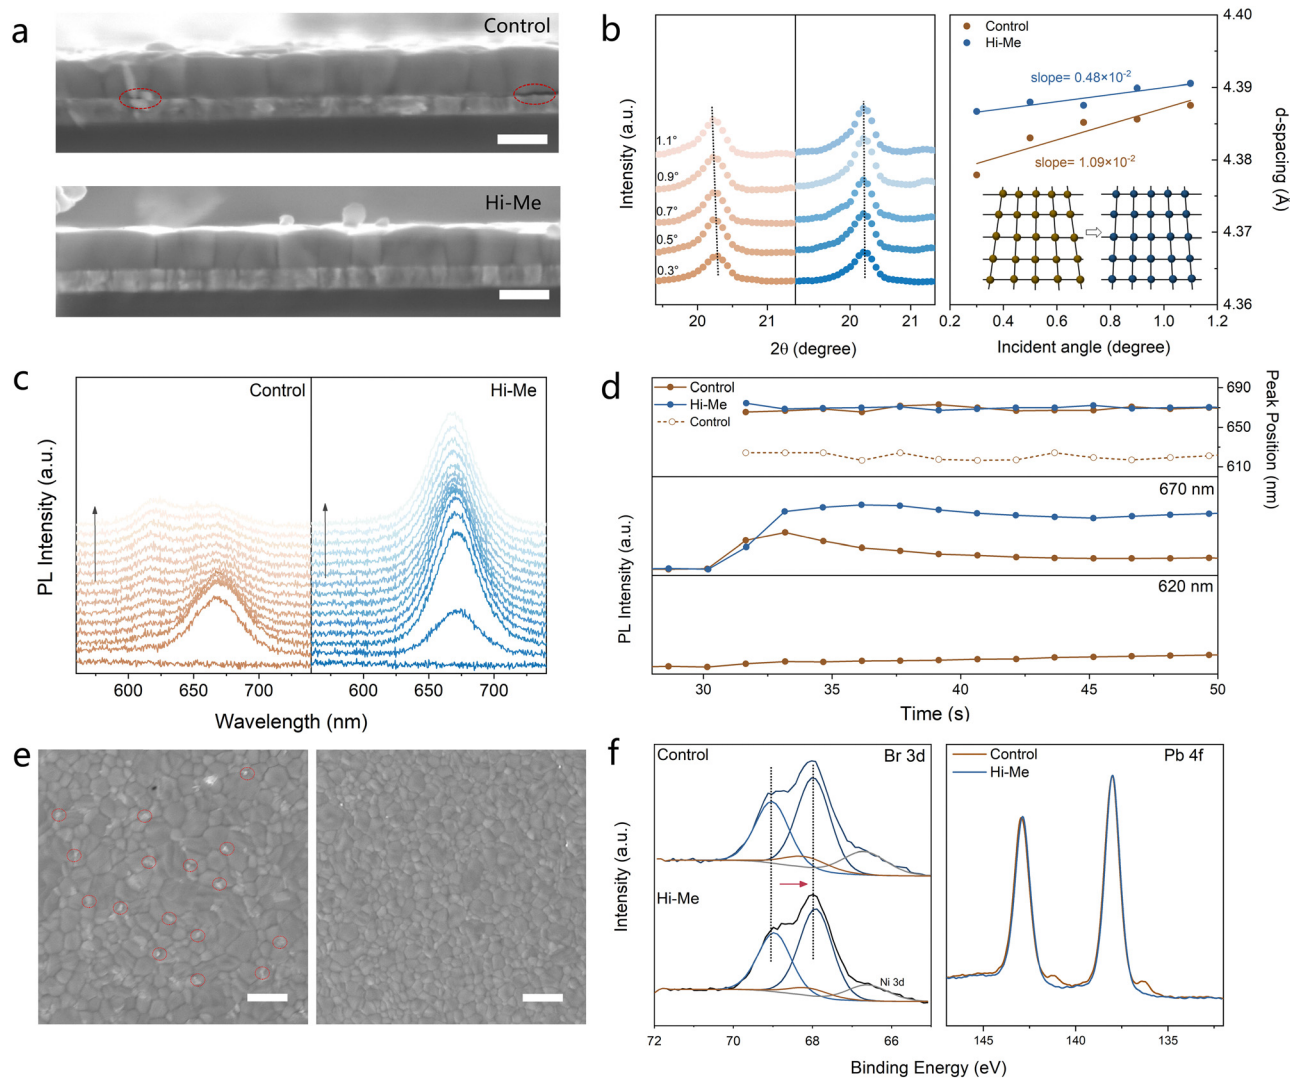 a
Control
Hi-Me
b
Intensity (a.u.)
1.1°
0.9°
0.7°
0.5°
0.3°
20
21
20
21
2θ (degree)
Control
Hi-Me
slope= 0.48×10⁻²
slope= 1.09×10⁻²
0.2
0.4
0.6
0.8
1.0
1.2
Incident angle (degree)
4.40
4.39
4.38
4.37
4.36
d-spacing (Å)
c
Control
Hi-Me
PL Intensity (a.u.)
600
650
700
600
650
700
Wavelength (nm)
d
Control
Hi-Me
Control
690
650
610
Peak Position (nm)
670 nm
620 nm
PL Intensity (a.u.)
30
35
40
45
50
Time (s)
e
f
Control
Br 3d
Hi-Me
Ni 3d
Intensity (a.u.)
72
70
68
66
Control
Hi-Me
Pb 4f
145
140
135
Binding Energy (eV)